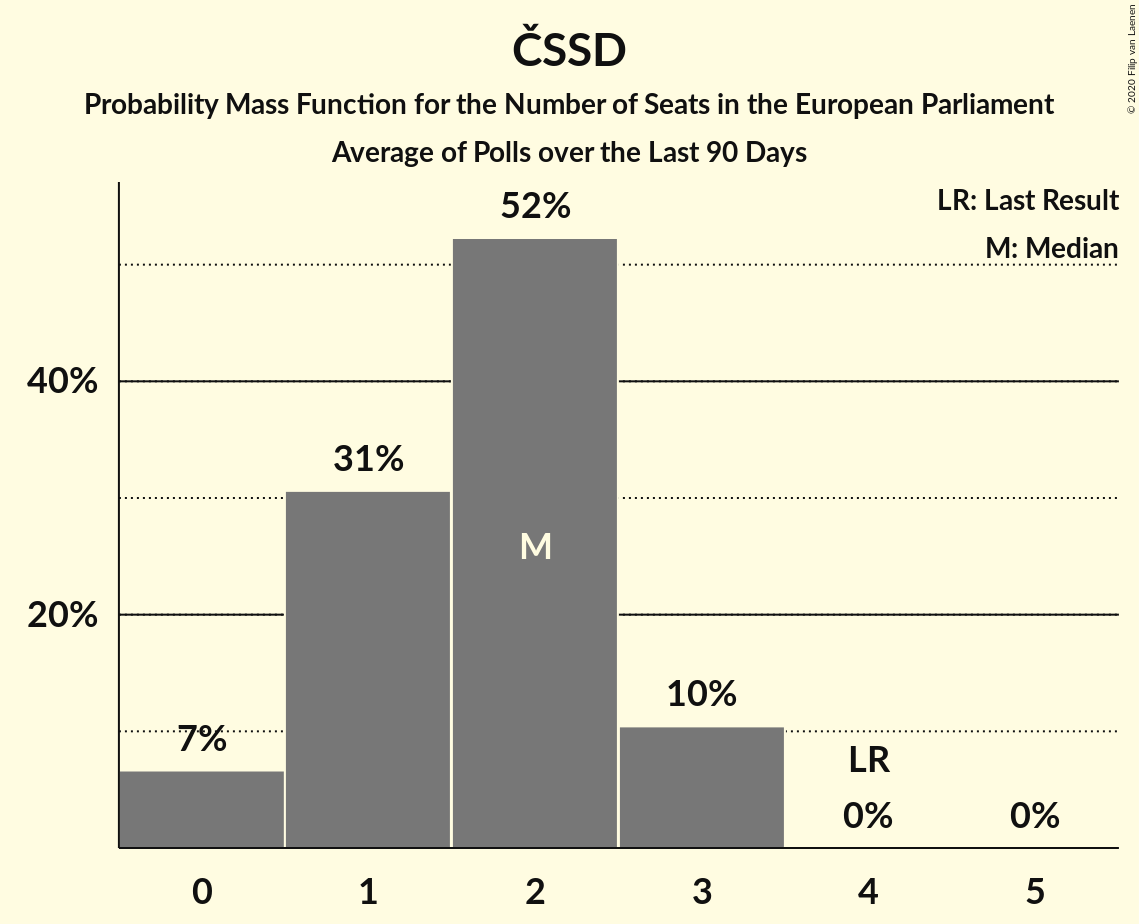 ČSSD
Probability Mass Function for the Number of Seats in the European Parliament
Average of Polls over the Last 90 Days
© 2020 Filip van Laenen
LR: Last Result
M: Median
52%
40%
31%
M
20%
10%
7%
LR
0% 0%
0 1 2 3 4 5